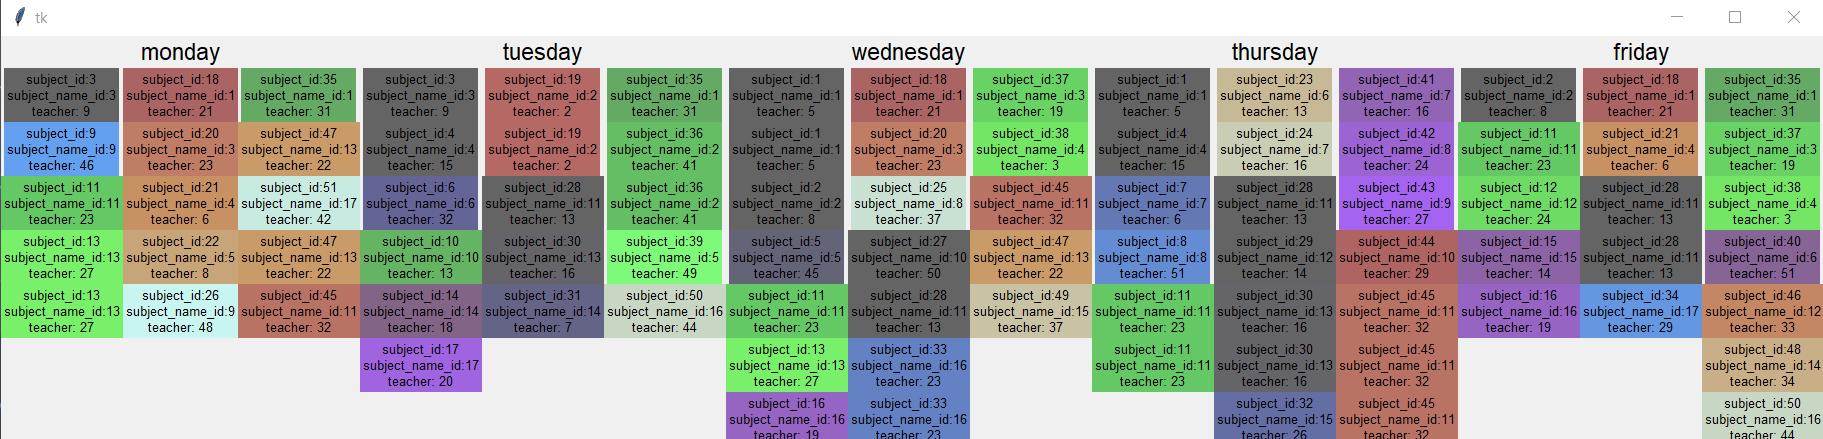 tk
monday tuesday wednesday thursday friday
subject_id:3 subject_id:18 subject_id:35 subject_id:3 subject_id:19 subject_id:35 subject_id:1 subject_id:18 subject_id:37 subject_id:1 subject_id:23 subject_id:41 subject_id:2 subject_id:18 subject_id:35
subject_name_id:3 subject_name_id:1 subject_name_id:1 subject_name_id:3 subject_name_id:2 subject_name_id:1 subject_name_id:1 subject_name_id:1 subject_name_id:3 subject_name_id:1 subject_name_id:6 subject_name_id:7 subject_name_id:2 subject_name_id:1 subject_name_id:1
teacher: 9 teacher: 21 teacher: 31 teacher: 9 teacher: 2 teacher: 31 teacher: 5 teacher: 21 teacher: 19 teacher: 5 teacher: 13 teacher: 16 teacher: 8 teacher: 21 teacher: 31
subject_id:9 subject_id:20 subject_id:47 subject_id:4 subject_id:19 subject_id:36 subject_id:1 subject_id:20 subject_id:38 subject_id:4 subject_id:24 subject_id:42 subject_id:11 subject_id:21 subject_id:37
subject_name_id:9 subject_name_id:3 subject_name_id:13 subject_name_id:4 subject_name_id:2 subject_name_id:2 subject_name_id:1 subject_name_id:3 subject_name_id:4 subject_name_id:4 subject_name_id:7 subject_name_id:8 subject_name_id:11 subject_name_id:4 subject_name_id:3
teacher: 46 teacher: 23 teacher: 22 teacher: 15 teacher: 2 teacher: 41 teacher: 5 teacher: 23 teacher: 3 teacher: 15 teacher: 16 teacher: 24 teacher: 23 teacher: 6 teacher: 19
subject_id:11 subject_id:21 subject_id:51 subject_id:6 subject_id:28 subject_id:36 subject_id:2 subject_id:25 subject_id:45 subject_id:7 subject_id:28 subject_id:43 subject_id:12 subject_id:28 subject_id:38
subject_name_id:11 subject_name_id:4 subject_name_id:17 subject_name_id:6 subject_name_id:11 subject_name_id:2 subject_name_id:2 subject_name_id:8 subject_name_id:11 subject_name_id:7 subject_name_id:11 subject_name_id:9 subject_name_id:12 subject_name_id:11 subject_name_id:4
teacher: 23 teacher: 6 teacher: 42 teacher: 32 teacher: 13 teacher: 41 teacher: 8 teacher: 37 teacher: 32 teacher: 6 teacher: 13 teacher: 27 teacher: 24 teacher: 13 teacher: 3
subject_id:13 subject_id:22 subject_id:47 subject_id:10 subject_id:30 subject_id:39 subject_id:5 subject_id:27 subject_id:47 subject_id:8 subject_id:29 subject_id:44 subject_id:15 subject_id:28 subject_id:40
subject_name_id:13 subject_name_id:5 subject_name_id:13 subject_name_id:10 subject_name_id:13 subject_name_id:5 subject_name_id:5 subject_name_id:10 subject_name_id:13 subject_name_id:8 subject_name_id:12 subject_name_id:10 subject_name_id:15 subject_name_id:11 subject_name_id:6
teacher: 27 teacher: 8 teacher: 22 teacher: 13 teacher: 16 teacher: 49 teacher: 45 teacher: 50 teacher: 22 teacher: 51 teacher: 14 teacher: 29 teacher: 14 teacher: 13 teacher: 51
subject_id:13 subject_id:26 subject_id:45 subject_id:14 subject_id:31 subject_id:50 subject_id:11 subject_id:28 subject_id:49 subject_id:11 subject_id:30 subject_id:45 subject_id:16 subject_id:34 subject_id:46
subject_name_id:13 subject_name_id:9 subject_name_id:11 subject_name_id:14 subject_name_id:14 subject_name_id:16 subject_name_id:11 subject_name_id:11 subject_name_id:15 subject_name_id:11 subject_name_id:13 subject_name_id:11 subject_name_id:16 subject_name_id:17 subject_name_id:12
teacher: 27 teacher: 48 teacher: 32 teacher: 18 teacher: 7 teacher: 44 teacher: 23 teacher: 13 teacher: 37 teacher: 23 teacher: 16 teacher: 32 teacher: 19 teacher: 29 teacher: 33
subject_id:17 subject_id:13 subject_id:33 subject_id:11 subject_id:30 subject_id:45 subject_id:48
subject_name_id:17 subject_name_id:13 subject_name_id:16 subject_name_id:11 subject_name_id:13 subject_name_id:11 subject_name_id:14
teacher: 20 teacher: 27 teacher: 23 teacher: 23 teacher: 16 teacher: 32 teacher: 34
subject_id:16 subject_id:33 subject_id:32 subject_id:45 subject_id:50
subject_name_id:16 subject_name_id:16 subject_name_id:15 subject_name_id:11 subject_name_id:16
teacher: 19 teacher: 23 teacher: 26 teacher: 32 teacher: 44